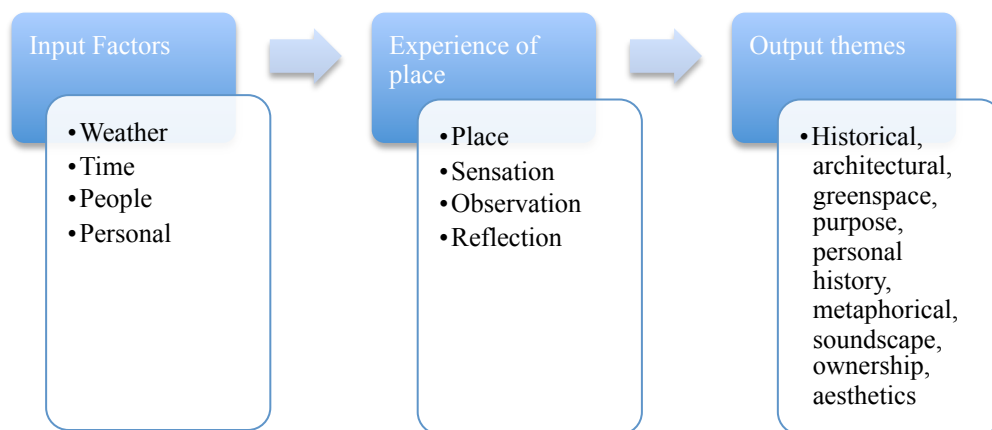 Input Factors
•Weather
•Time
•People
•Personal
Experience of
place
•Place
•Sensation
•Observation
•Reflection
Output themes
•Historical,
architectural,
greenspace,
purpose,
personal
history,
metaphorical,
soundscape,
ownership,
aesthetics